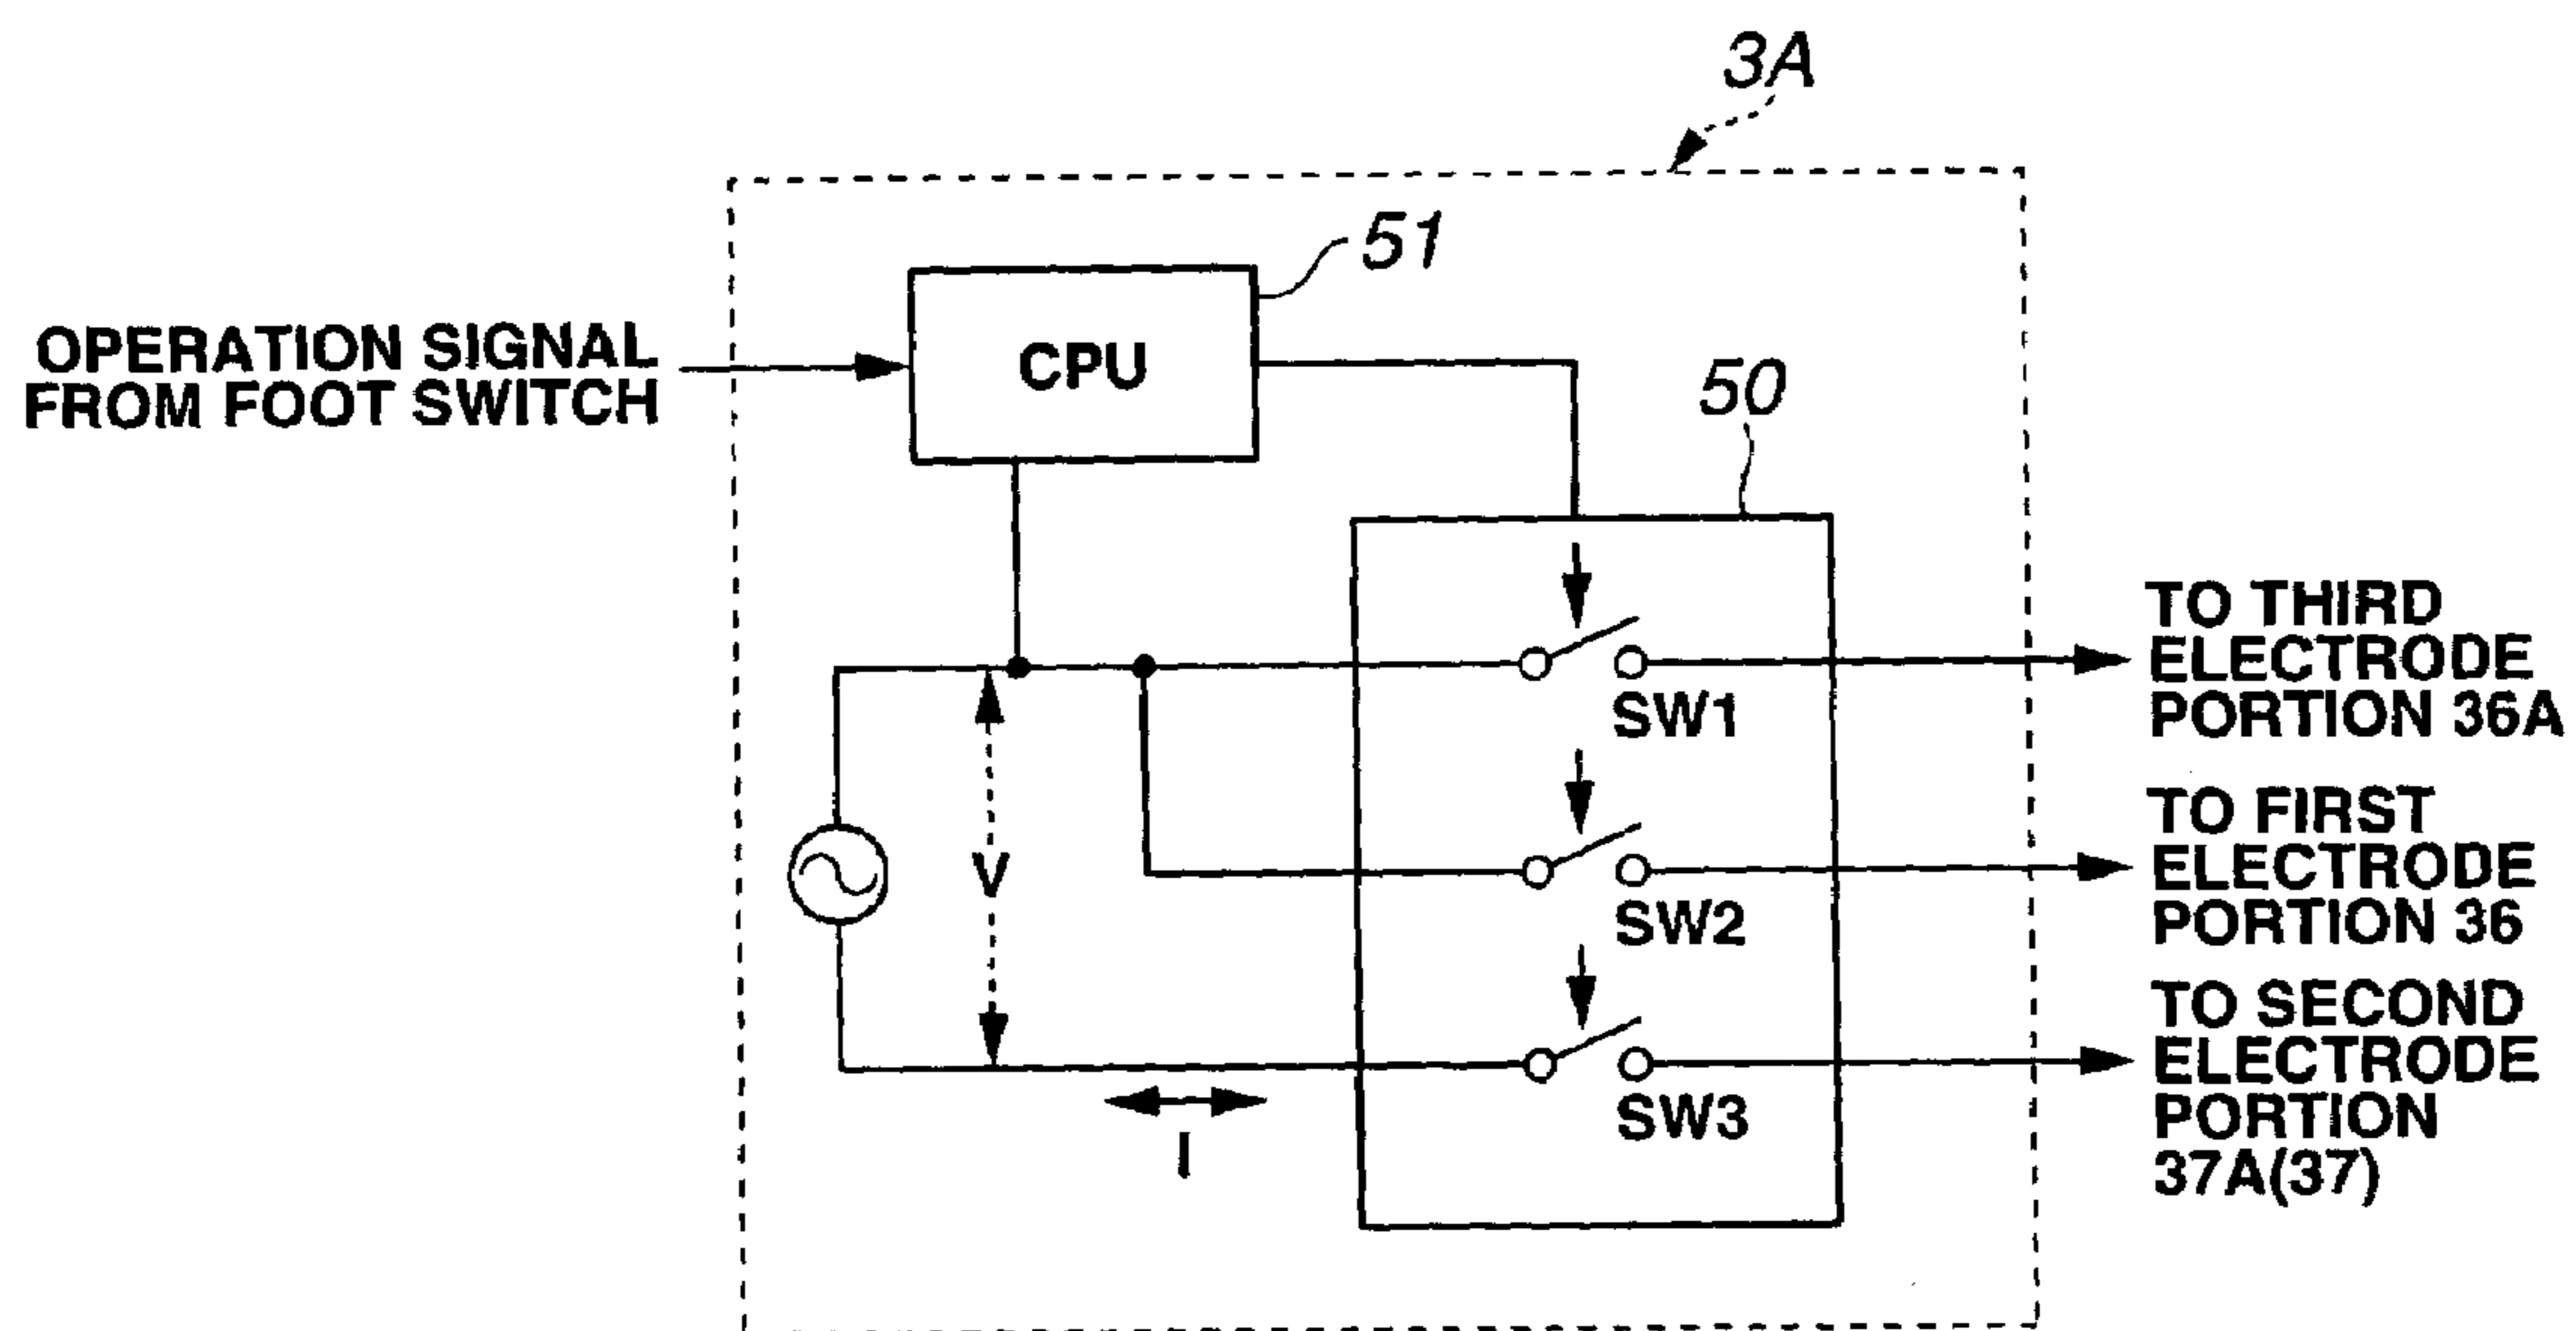 3A
51
OPERATION SIGNAL
FROM FOOT SWITCH
CPU
50
TO THIRD
ELECTRODE
PORTION 36A
SW1
TO FIRST
ELECTRODE
PORTION 36
V
SW2
TO SECOND
ELECTRODE
PORTION
37A(37)
SW3
I